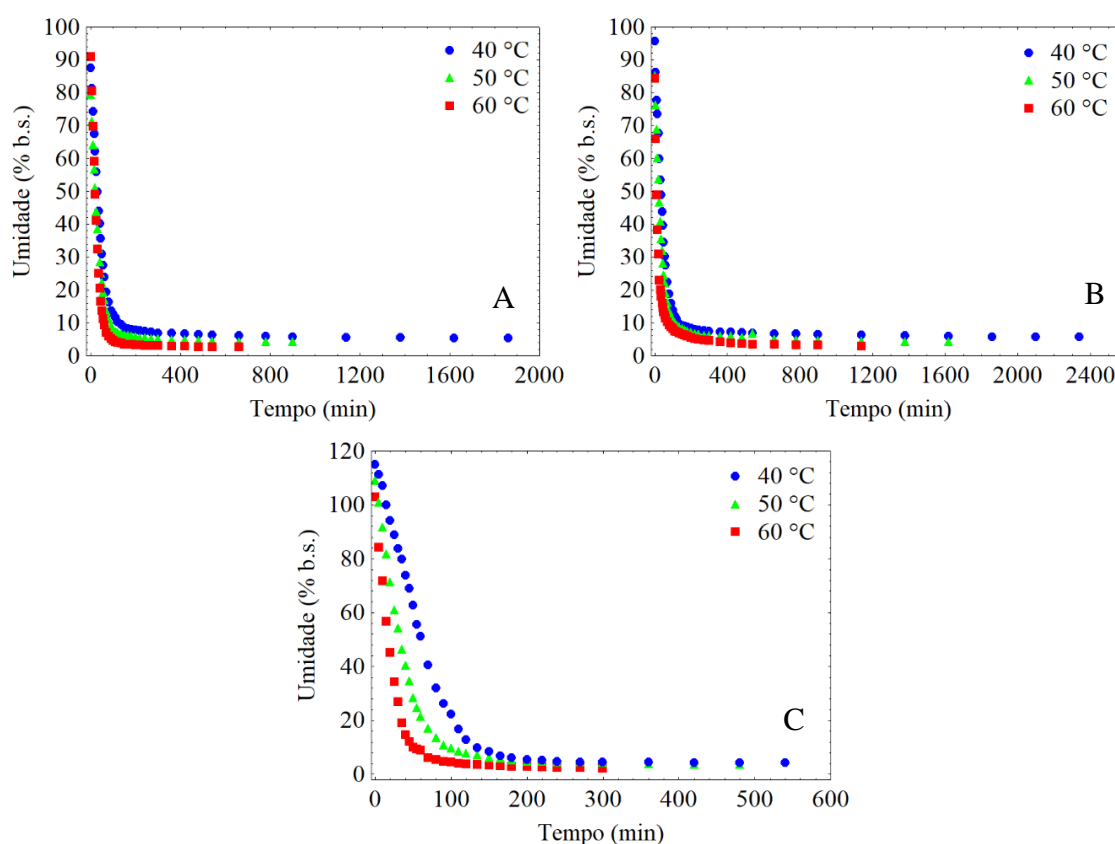 100
90
80
70
60
50
40
30
20
10
0
Umidade (% b.s.)
40 °C
50 °C
60 °C
A
0 400 800 1200 1600 2000
Tempo (min)
100
90
80
70
60
50
40
30
20
10
0
Umidade (% b.s.)
40 °C
50 °C
60 °C
B
0 400 800 1200 1600 2000 2400
Tempo (min)
120
100
80
60
40
20
0
Umidade (% b.s.)
40 °C
50 °C
60 °C
C
0 100 200 300 400 500 600
Tempo (min)